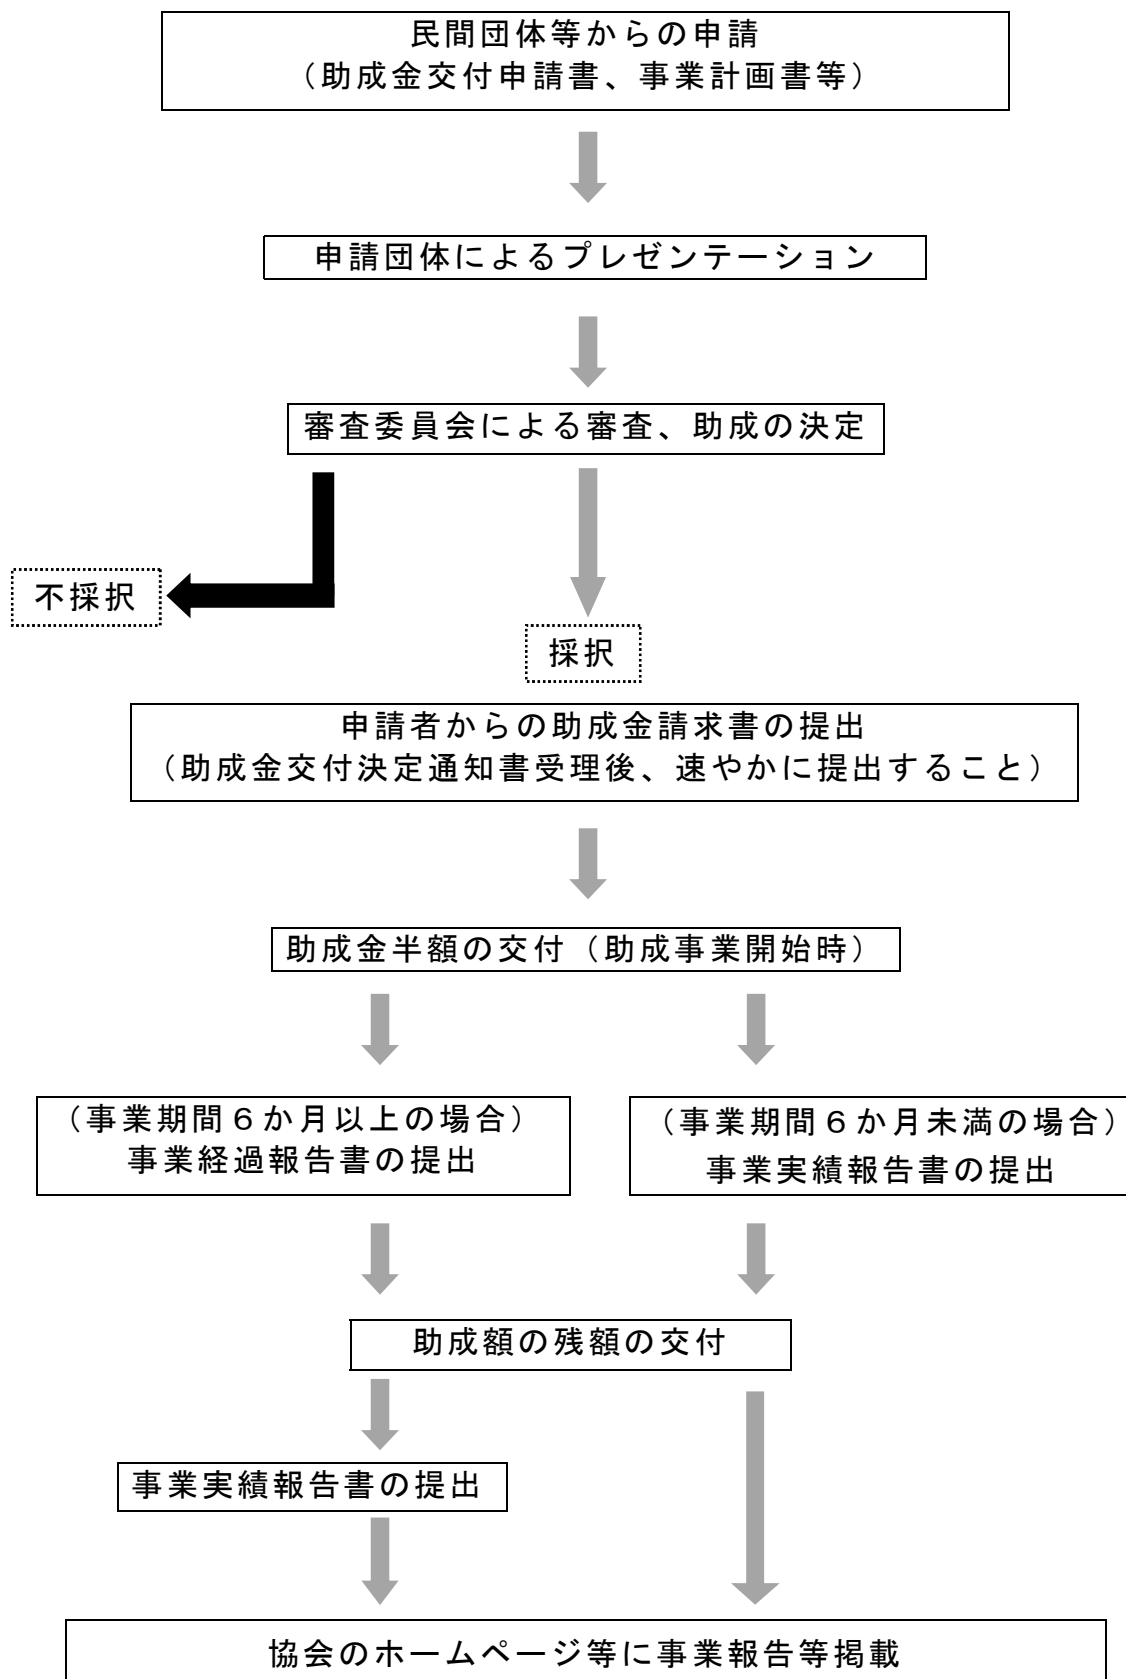 民間団体等からの申請
（助成金交付申請書、事業計画書等）
申請団体によるプレゼンテーション
審査委員会による審査、助成の決定
不採択
採択
申請者からの助成金請求書の提出
（助成金交付決定通知書受理後、速やかに提出すること）
助成金半額の交付（助成事業開始時）
（事業期間６か月以上の場合）
事業経過報告書の提出
（事業期間６か月未満の場合）
事業実績報告書の提出
助成額の残額の交付
事業実績報告書の提出
協会のホームページ等に事業報告等掲載